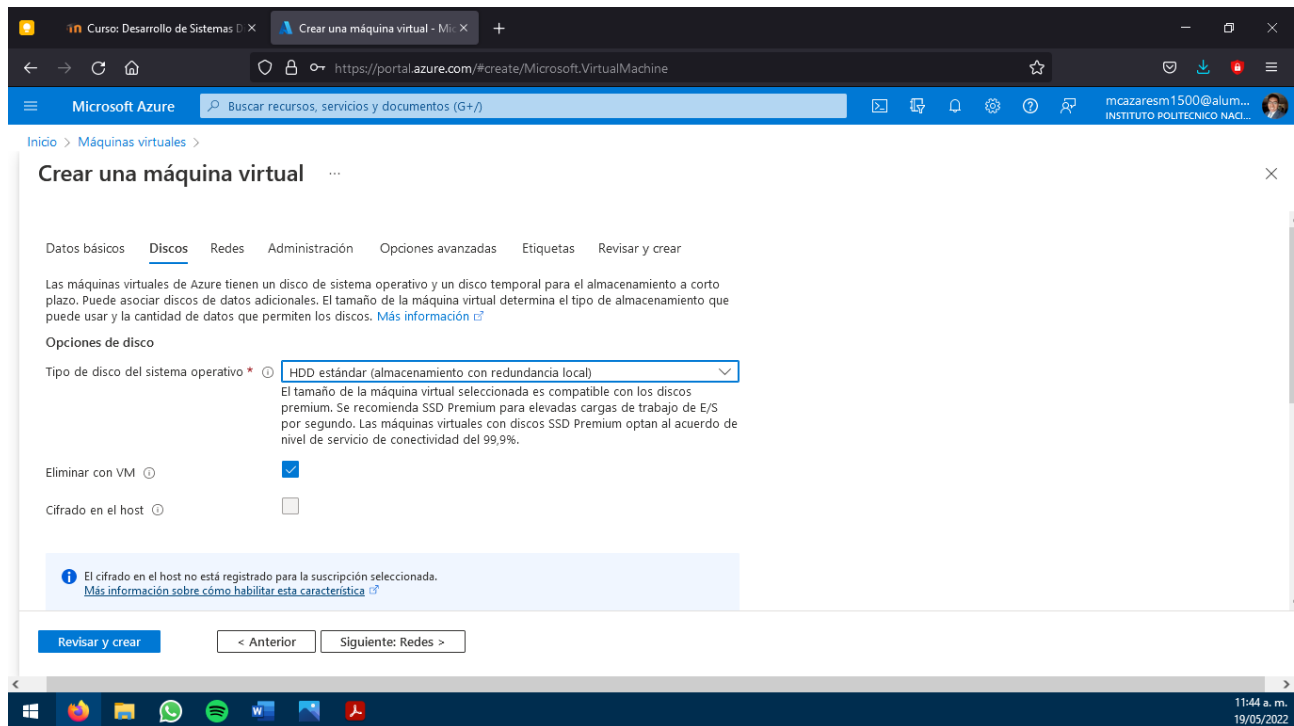 Curso: Desarrollo de Sistemas D
Crear una máquina virtual - Mic
https://portal.azure.com/#create/Microsoft.VirtualMachine
Microsoft Azure
Buscar recursos, servicios y documentos (G+/)
mcazaresm1500@alum...
INSTITUTO POLITECNICO NACI...
Inicio > Máquinas virtuales >
Crear una máquina virtual ...
Datos básicos Discos Redes Administración Opciones avanzadas Etiquetas Revisar y crear
Las máquinas virtuales de Azure tienen un disco de sistema operativo y un disco temporal para el almacenamiento a corto
plazo. Puede asociar discos de datos adicionales. El tamaño de la máquina virtual determina el tipo de almacenamiento que
puede usar y la cantidad de datos que permiten los discos. Más información
Opciones de disco
Tipo de disco del sistema operativo *
HDD estándar (almacenamiento con redundancia local)
El tamaño de la máquina virtual seleccionada es compatible con los discos
premium. Se recomienda SSD Premium para elevadas cargas de trabajo de E/S
por segundo. Las máquinas virtuales con discos SSD Premium optan al acuerdo de
nivel de servicio de conectividad del 99,9%.
Eliminar con VM
Cifrado en el host
El cifrado en el host no está registrado para la suscripción seleccionada.
Más información sobre cómo habilitar esta característica
Revisar y crear
< Anterior
Siguiente: Redes >
11:44 a. m.
19/05/2022